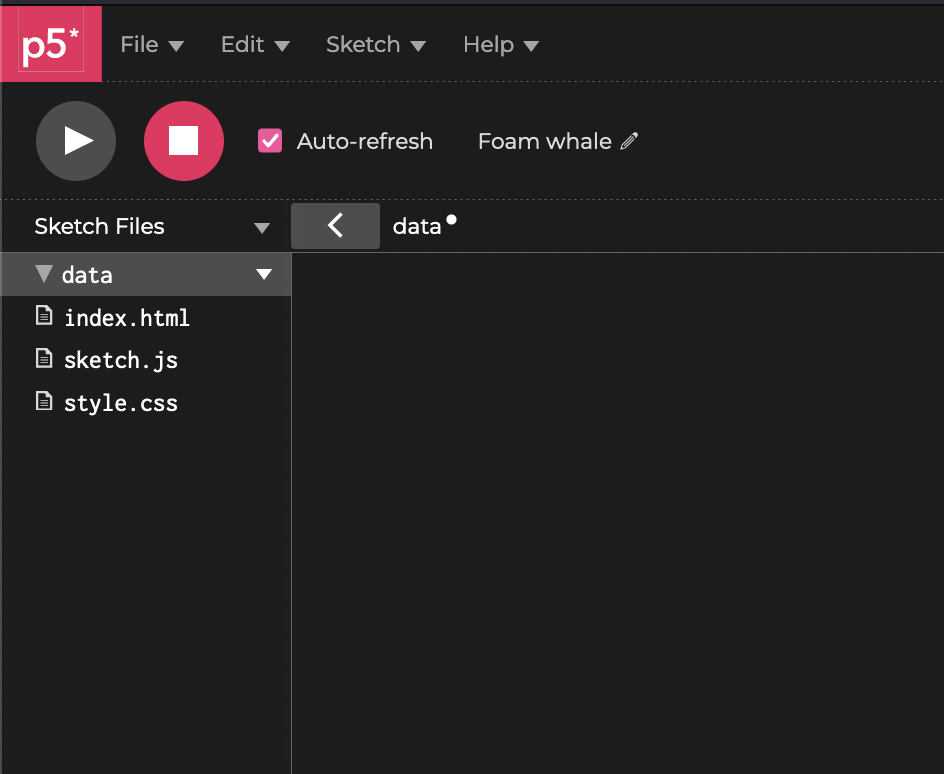 p5* File Edit Sketch Help
Auto-refresh Foam whale
Sketch Files data
data
index.html
sketch.js
style.css